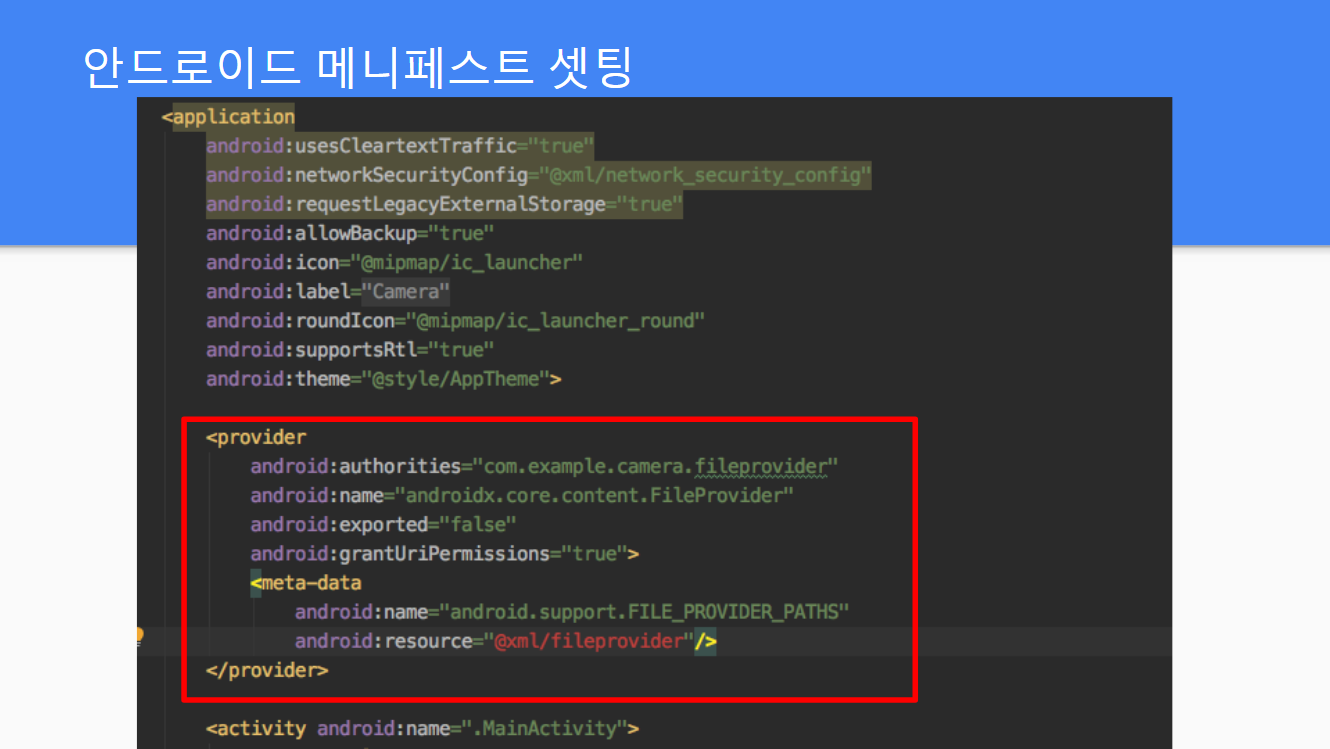 안드로이드 메니페스트 셋팅
<application
android:usesCleartextTraffic="true"
android:networkSecurityConfig="@xml/network_security_config"
android:requestLegacyExternalStorage="true"
android:allowBackup="true"
android:icon="@mipmap/ic_launcher"
android:label="Camera"
android:roundIcon="@mipmap/ic_launcher_round"
android:supportsRtl="true"
android:theme="@style/AppTheme">
<provider
android:authorities="com.example.camera.fileprovider"
android:name="androidx.core.content.FileProvider"
android:exported="false"
android:grantUriPermissions="true">
<meta-data
android:name="android.support.FILE_PROVIDER_PATHS"
android:resource="@xml/fileprovider"/>
</provider>
<activity android:name=".MainActivity">